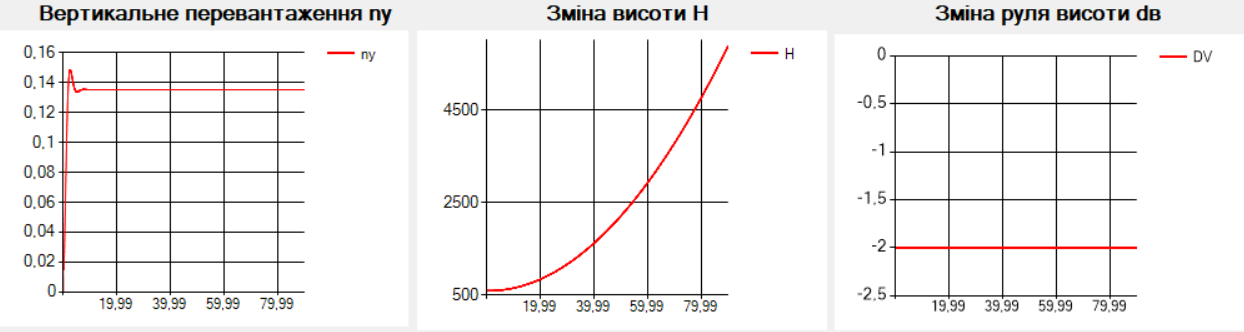 Вертикальне перевантаження ny
0,16
0,14
0,12
0,1
0,08
0,06
0,04
0,02
0
19,99 39,99 59,99 79,99
ny
Зміна висоти H
4500
2500
500
19,99 39,99 59,99 79,99
H
Зміна руля висоти dв
0
-0,5
-1
-1,5
-2
-2,5
19,99 39,99 59,99 79,99
DV